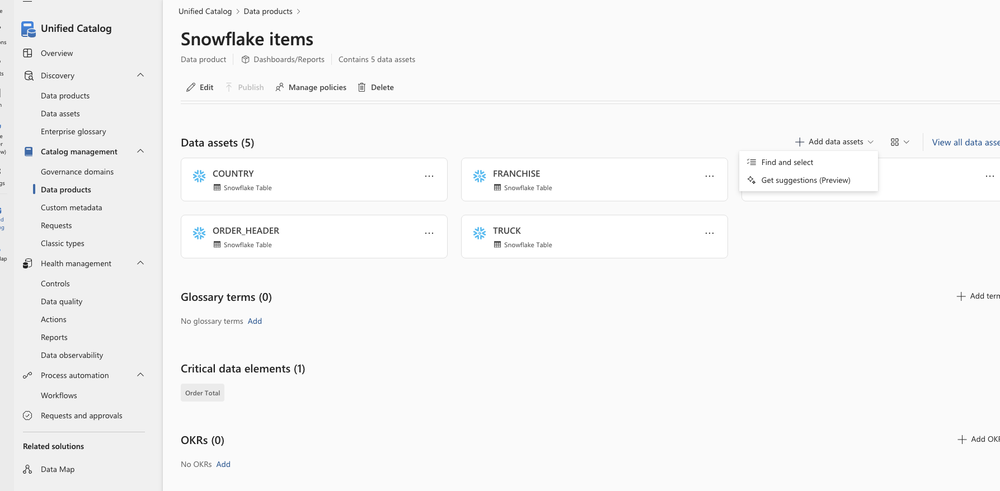 Unified Catalog
Overview
Discovery
Data products
Data assets
Enterprise glossary
Catalog management
Governance domains
Data products
Custom metadata
Requests
Classic types
Health management
Controls
Data quality
Actions
Reports
Data observability
Process automation
Workflows
Requests and approvals
Related solutions
Data Map
Unified Catalog > Data products >
Snowflake items
Data product | Dashboards/Reports | Contains 5 data assets
Edit Publish Manage policies Delete
Data assets (5)
Add data assets
View all data
Find and select
Get suggestions (Preview)
COUNTRY
Snowflake Table
FRANCHISE
Snowflake Table
ORDER_HEADER
Snowflake Table
TRUCK
Snowflake Table
Glossary terms (0)
Add
No glossary terms Add
Critical data elements (1)
Order Total
OKRs (0)
Add
No OKRs Add